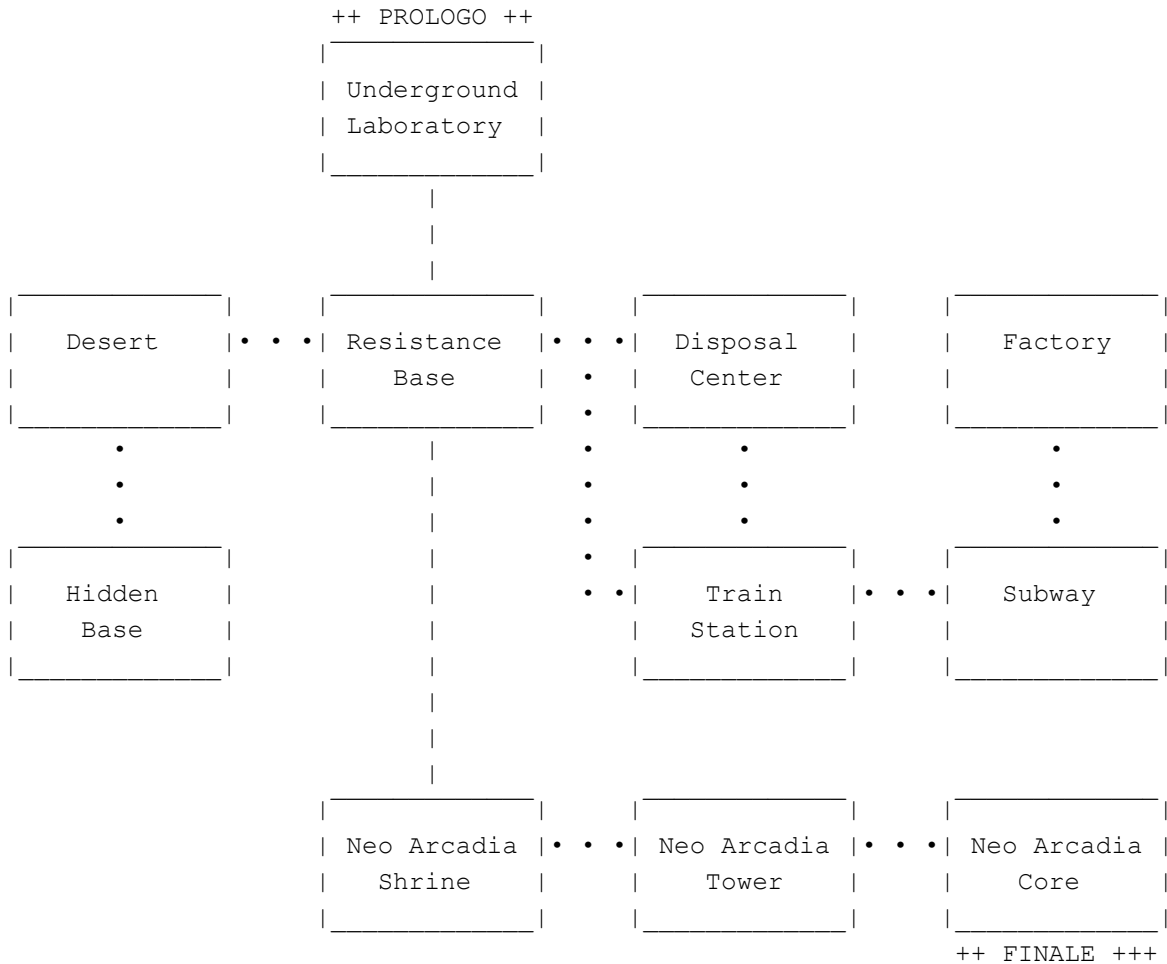 ++ PROLOGO ++
Underground
Laboratory
Desert
Resistance
Base
Disposal
Center
Factory
Hidden
Base
Train
Station
Subway
Neo Arcadia
Shrine
Neo Arcadia
Tower
Neo Arcadia
Core
++ FINALE +++